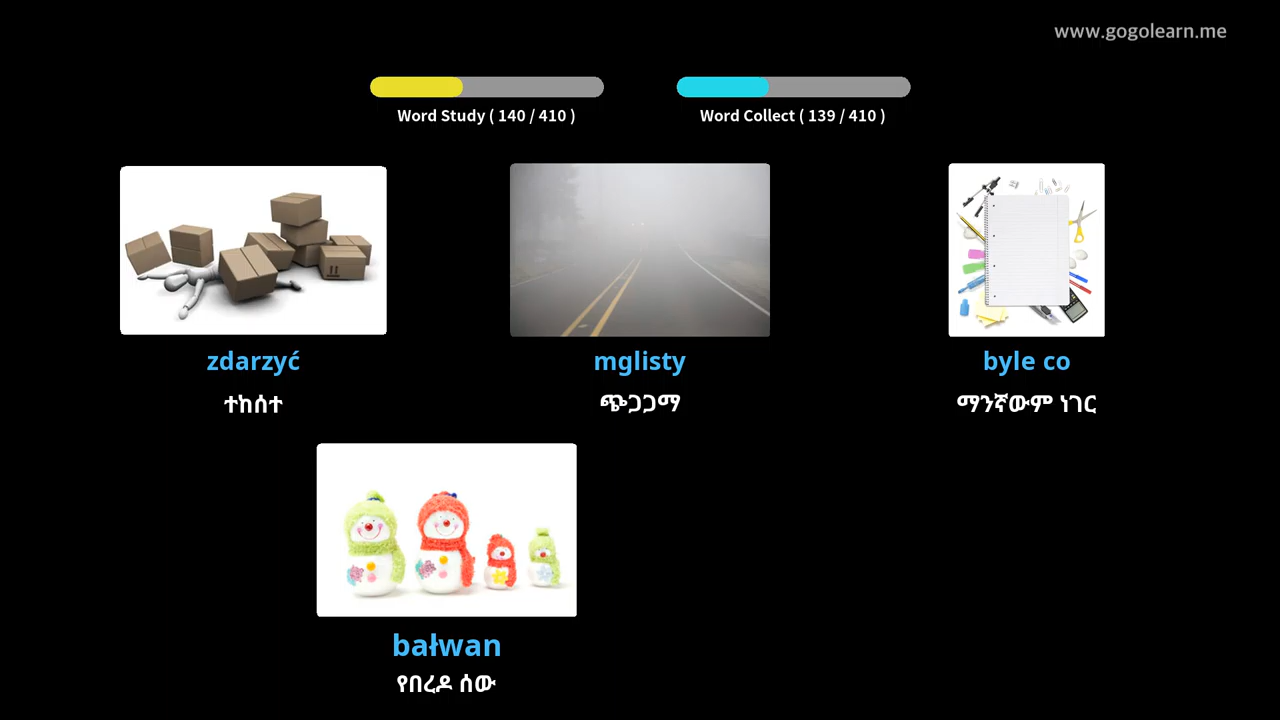 www.gogolearn.me
Word Study ( 140 / 410 )
Word Collect ( 139 / 410 )
zdarzyć
ተከሰተ
mglisty
ጭጋጋማ
byle co
ማንኛውም ነገር
bałwan
የበረዶ ሰው